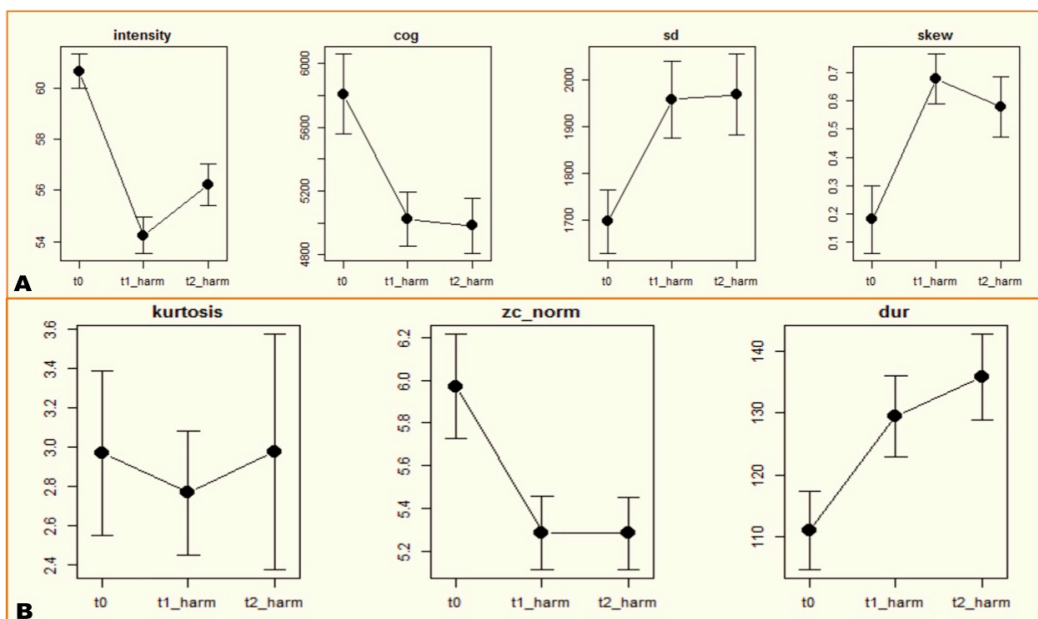 intensity
60
58
56
54
t0 t1_harm t2_harm
cog
6000
5600
5200
4800
t0 t1_harm t2_harm
sd
2000
1900
1800
1700
t0 t1_harm t2_harm
skew
0.7
0.6
0.5
0.4
0.3
0.2
0.1
t0 t1_harm t2_harm
A
kurtosis
3.6
3.4
3.2
3.0
2.8
2.6
2.4
t0 t1_harm t2_harm
zc_norm
6.2
6.0
5.8
5.6
5.4
5.2
t0 t1_harm t2_harm
dur
140
130
120
110
t0 t1_harm t2_harm
B